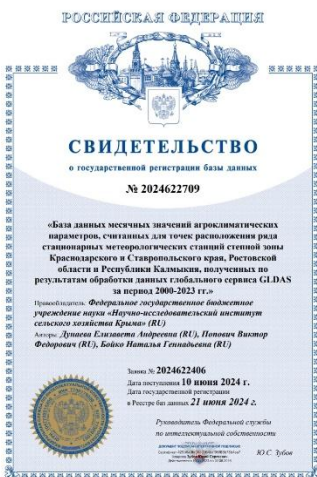 РОССИЙСКАЯ ФЕДЕРАЦИЯ
СВИДЕТЕЛЬСТВО
о государственной регистрации базы данных
№ 2024622709
«База данных месячных значений агроклиматических
параметров, считанных для точек расположения ряда
стационарных метеорологических станций степной зоны
Краснодарского и Ставропольского края, Ростовской
области и Республики Калмыкии, полученных по
результатам обработки данных глобального сервиса GLDAS
за период 2000-2023 гг.»
Правообладатель: Федеральное государственное бюджетное
учреждение науки «Научно-исследовательский институт
сельского хозяйства Крыма» (RU)
Авторы: Дунаева Елизавета Андреевна (RU), Попович Виктор
Федорович (RU), Бойко Наталья Геннадьевна (RU)
Заявка № 2024622406
Дата поступления 10 июня 2024 г.
Дата государственной регистрации
в Реестре баз данных 21 июня 2024 г.
Руководитель Федеральной службы
по интеллектуальной собственности
Ю.С. Зубов